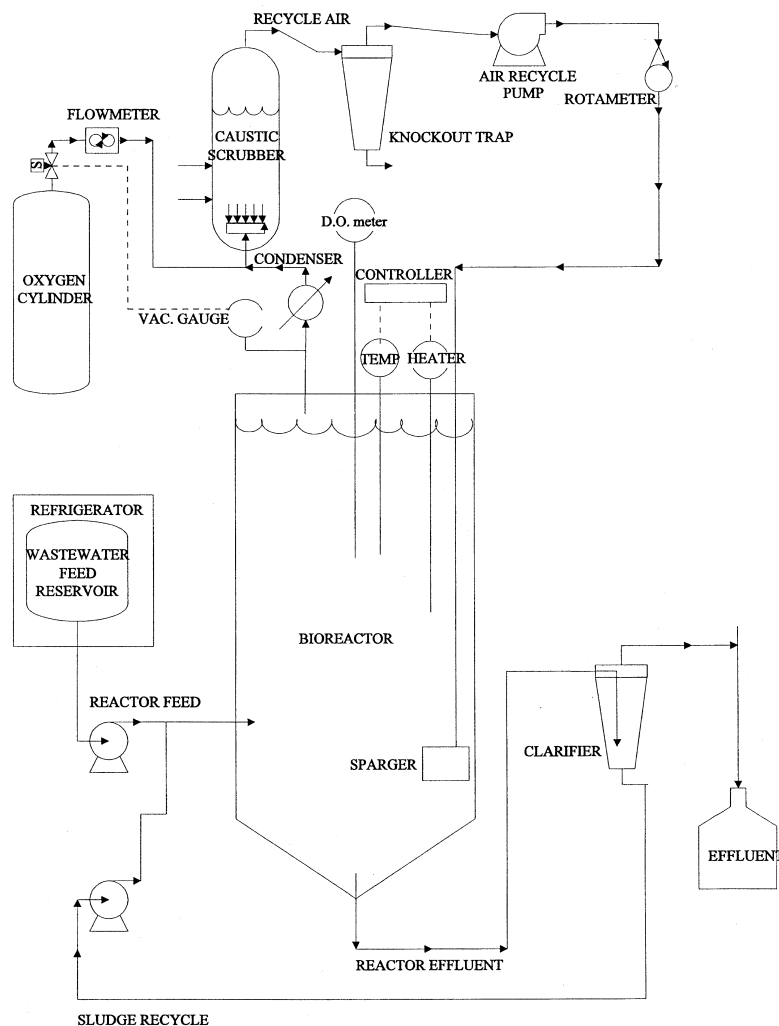 RECYCLE AIR
AIR RECYCLE
PUMP
ROTAMETER
FLOWMETER
KNOCKOUT TRAP
CAUSTIC
SCRUBBER
S
D.O. meter
CONDENSER
CONTROLLER
OXYGEN
CYLINDER
VAC. GAUGE
TEMP
HEATER
REFRIGERATOR
WASTEWATER
FEED
RESERVOIR
BIOREACTOR
REACTOR FEED
SPARGER
CLARIFIER
EFFLUENT
REACTOR EFFLUENT
SLUDGE RECYCLE